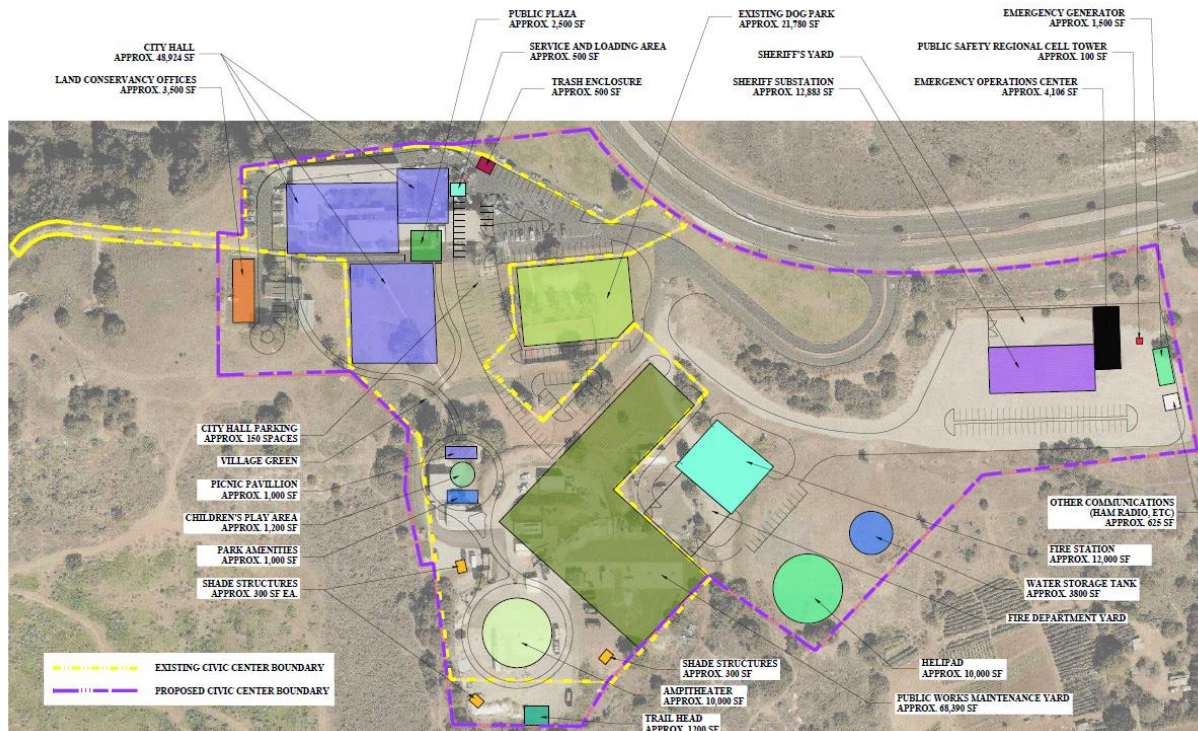 PUBLIC PLAZA
APPROX. 2,500 SF
EXISTING DOG PARK
APPROX. 21,780 SF
EMERGENCY GENERATOR
APPROX. 1,500 SF
CITY HALL
APPROX. 48,924 SF
SERVICE AND LOADING AREA
APPROX. 500 SF
SHERIFF'S YARD
PUBLIC SAFETY REGIONAL CELL TOWER
APPROX. 100 SF
LAND CONSERVANCY OFFICES
APPROX. 3,500 SF
TRASH ENCLOSURE
APPROX. 500 SF
SHERIFF SUBSTATION
APPROX. 12,883 SF
EMERGENCY OPERATIONS CENTER
APPROX. 4,106 SF
CITY HALL PARKING
APPROX. 150 SPACES
VILLAGE GREEN
PICNIC PAVILLION
APPROX. 1,000 SF
CHILDREN'S PLAY AREA
APPROX. 1,200 SF
PARK AMENITIES
APPROX. 1,000 SF
SHADE STRUCTURES
APPROX. 300 SF EA.
OTHER COMMUNICATIONS
(HAM RADIO, ETC)
APPROX. 625 SF
FIRE STATION
APPROX. 12,000 SF
WATER STORAGE TANK
APPROX. 3800 SF
FIRE DEPARTMENT YARD
HELIPAD
APPROX. 10,000 SF
PUBLIC WORKS MAINTENANCE YARD
APPROX. 68,390 SF
SHADE STRUCTURES
APPROX. 300 SF
AMPITHEATER
APPROX. 10,000 SF
TRAIL HEAD
APPROX. 1200 SF
EXISTING CIVIC CENTER BOUNDARY
PROPOSED CIVIC CENTER BOUNDARY